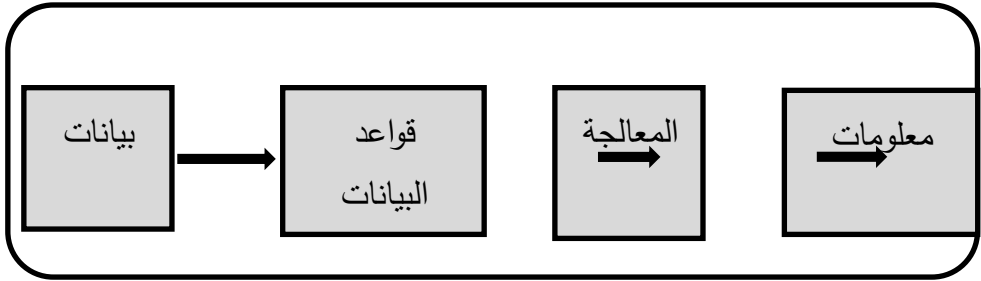 بيانات
قواعد
البيانات
المعالجة
معلومات